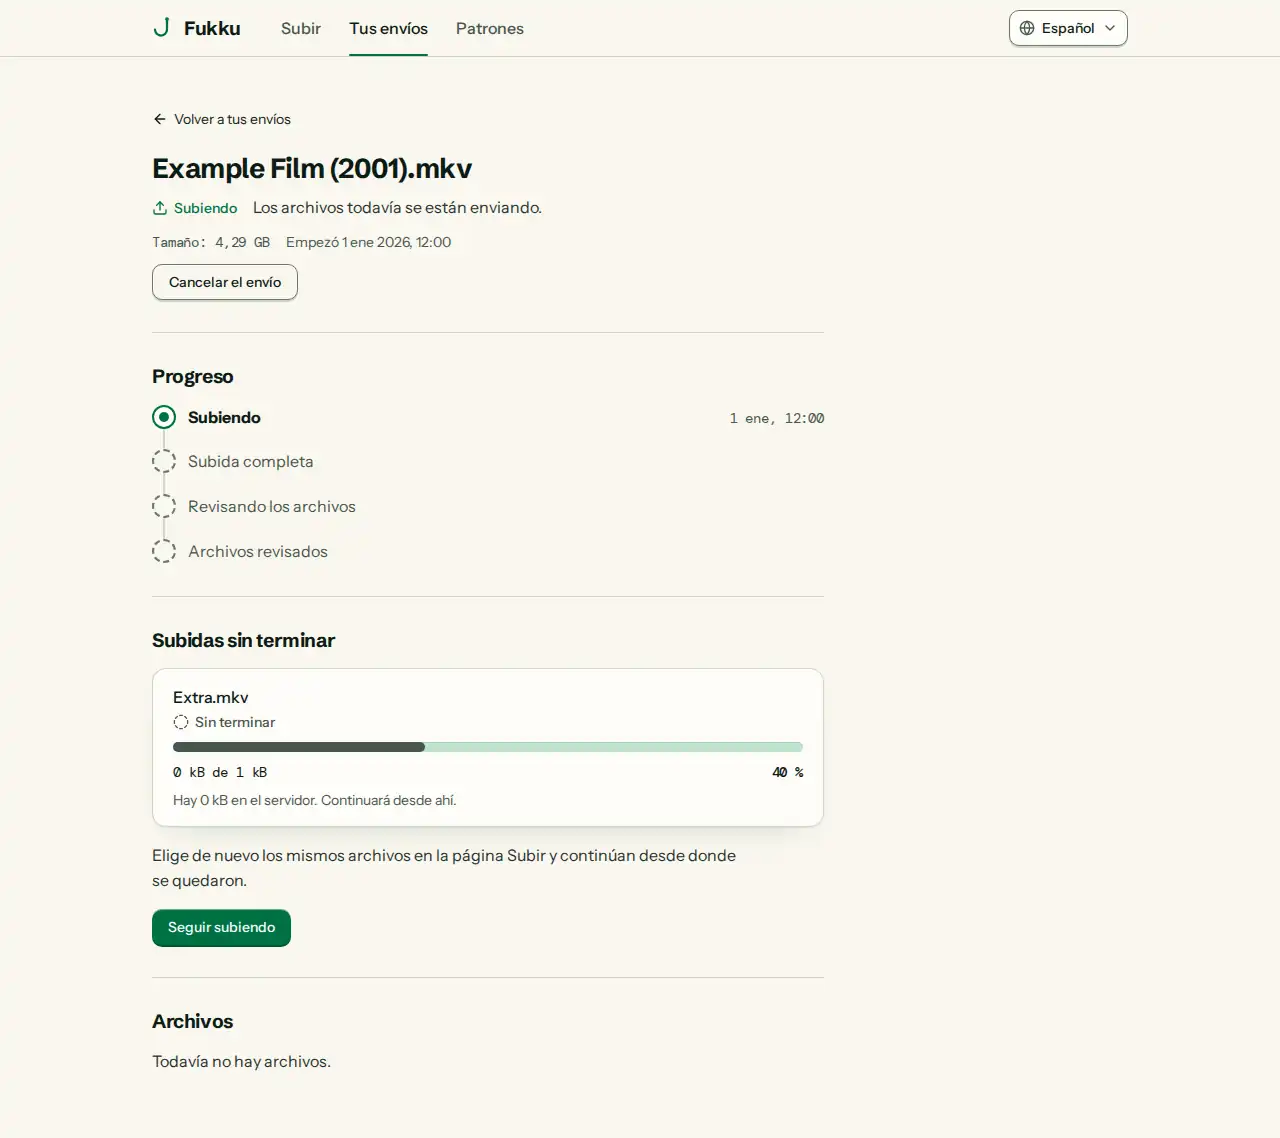 Fukku
Subir
Tus envíos
Patrones
Español
Volver a tus envíos
Example Film (2001).mkv
Subiendo Los archivos todavía se están enviando.
Tamaño: 4,29 GB Empezó 1 ene 2026, 12:00
Cancelar el envío
Progreso
Subiendo 1 ene, 12:00
Subida completa
Revisando los archivos
Archivos revisados
Subidas sin terminar
Extra.mkv
Sin terminar
0 kB de 1 kB 40 %
Hay 0 kB en el servidor. Continuará desde ahí.
Elige de nuevo los mismos archivos en la página Subir y continúan desde donde
se quedaron.
Seguir subiendo
Archivos
Todavía no hay archivos.